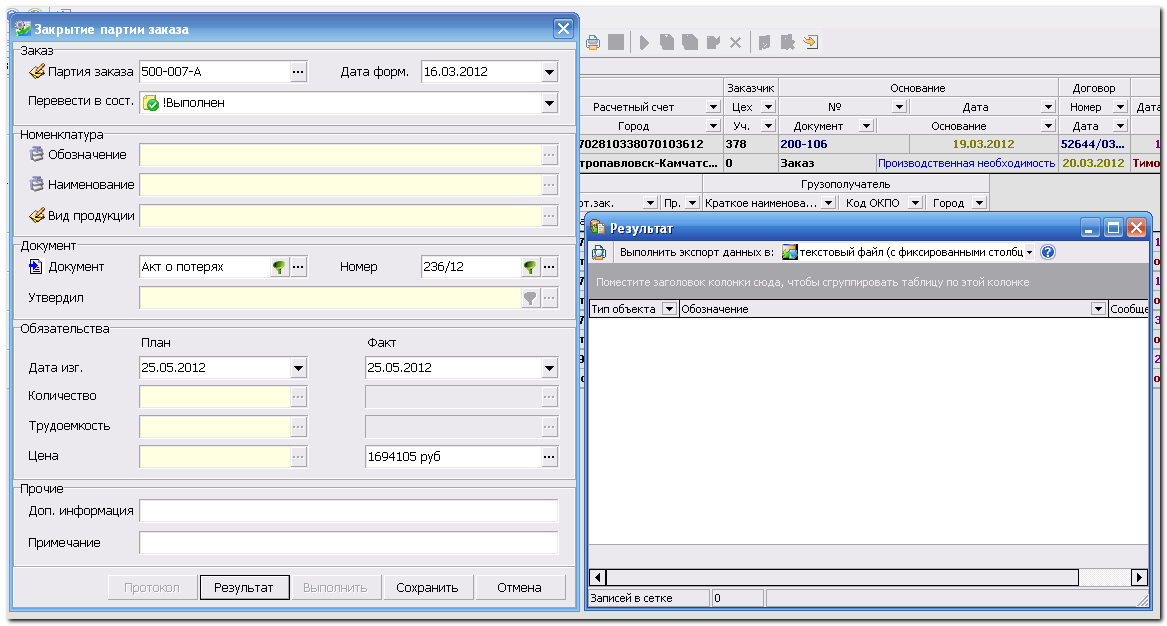 Закрытие партии заказа
Заказ
Партия заказа 500-007-А ... Дата форм. 16.03.2012
Перевести в сост. !Выполнен
Номенклатура
Обозначение ...
Наименование ...
Вид продукции ...
Документ
Документ Акт о потерях ... Номер 236/12 ...
Утвердил ...
Обязательства
План Факт
Дата изг. 25.05.2012 25.05.2012
Количество ... ...
Трудоемкость ... ...
Цена ... 1694105 руб ...
Прочие
Доп. информация
Примечание
Протокол Результат Выполнить Сохранить Отмена
Заказчик Основание Договор
Расчетный счет Цех № Дата Номер Дата
Город Уч. Документ Основание Дата
702810338070103612 378 200-106 19.03.2012 52644/03... 1
тропавловск-Камчатс... 0 Заказ Производственная необходимость 20.03.2012 Тимо
Грузополучатель
от.зак. Пр. Краткое наименова... Код ОКПО Город
Результат
Выполнить экспорт данных в: текстовый файл (с фиксированными столбц
Поместите заголовок колонки сюда, чтобы сгруппировать таблицу по этой колонке
Тип объекта Обозначение Сообще
Записей в сетке 0